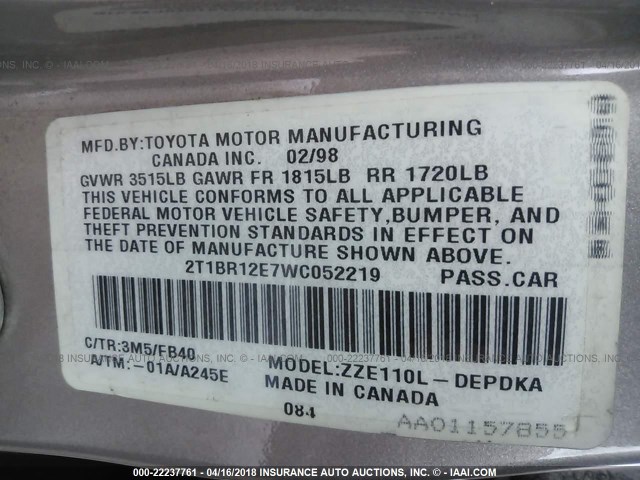 MFD.BY:TOYOTA MOTOR MANUFACTURING
CANADA INC. 02/98
GVWR 3515LB GAWR FR 1815LB RR 1720LB
THIS VEHICLE CONFORMS TO ALL APPLICABLE
FEDERAL MOTOR VEHICLE SAFETY,BUMPER, AND
THEFT PREVENTION STANDARDS IN EFFECT ON
THE DATE OF MANUFACTURE SHOWN ABOVE.
2T1BR12E7WC052219 PASS.CAR
C/TR:3M5/FB40
A/TM:-01A/A245E MODEL:ZZE110L-DEPDKA
MADE IN CANADA
084
AA01157855
000-22237761 - 04/16/2018 - INSURANCE AUTO AUCTIONS, INC. - IAAI.COM